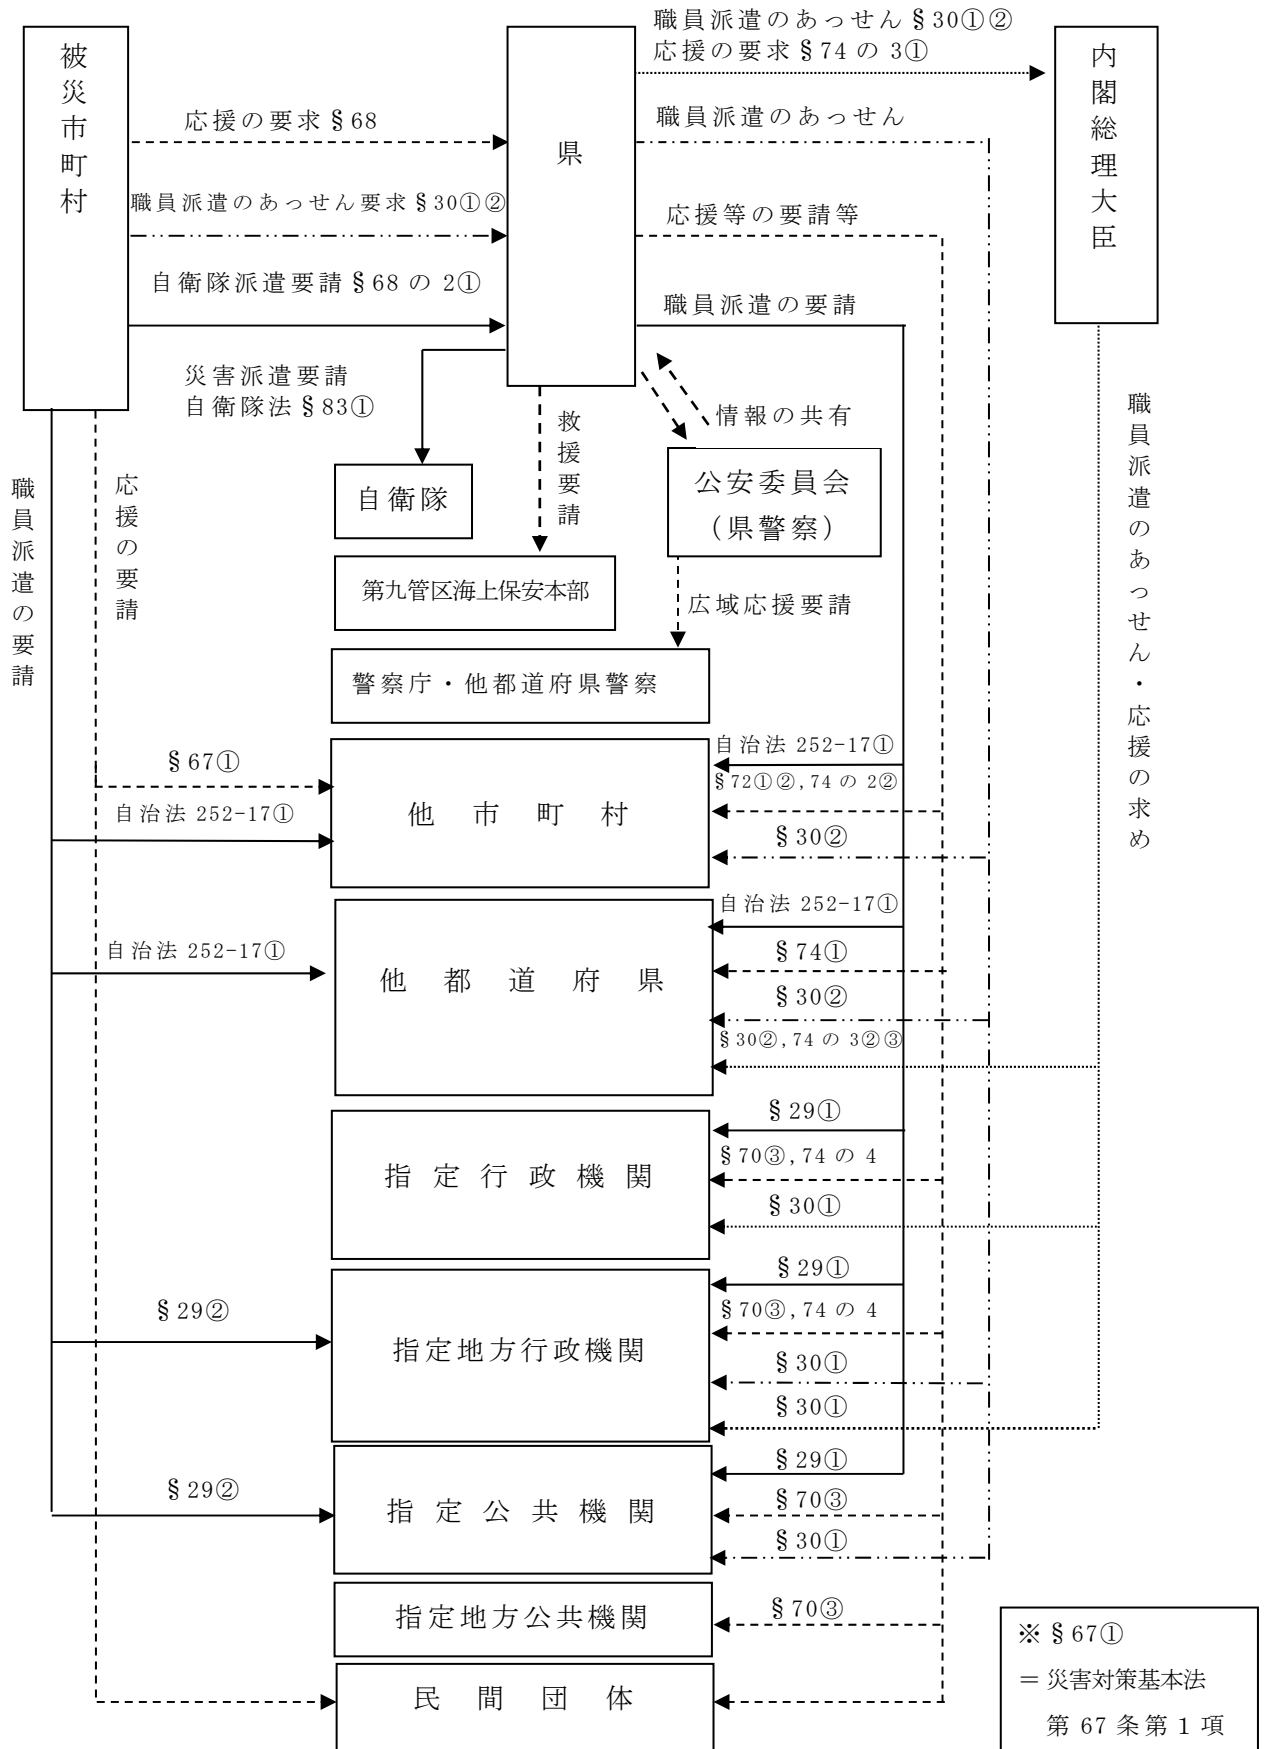 職員派遣のあっせん§30①②
応援の要求§74の3①
被災市町村
県
内閣総理大臣
応援の要求§68
職員派遣のあっせん
職員派遣のあっせん要求§30①②
応援等の要請等
自衛隊派遣要請§68の2①
職員派遣の要請
災害派遣要請
自衛隊法§83①
救援要請
情報の共有
自衛隊
公安委員会
（県警察）
第九管区海上保安本部
広域応援要請
警察庁・他都道府県警察
職員派遣の要請
応援の要請
職員派遣のあっせん・応援の求め
§67①
自治法252-17①
他市町村
自治法252-17①
§72①②,74の2②
§30②
自治法252-17①
他都道府県
自治法252-17①
§74①
§30②
§30②,74の3②③
指定行政機関
§29①
§70③,74の4
§30①
§29②
指定地方行政機関
§29①
§70③,74の4
§30①
§30①
§29②
指定公共機関
§29①
§70③
§30①
指定地方公共機関
§70③
民間団体
※§67①
＝災害対策基本法
第67条第1項